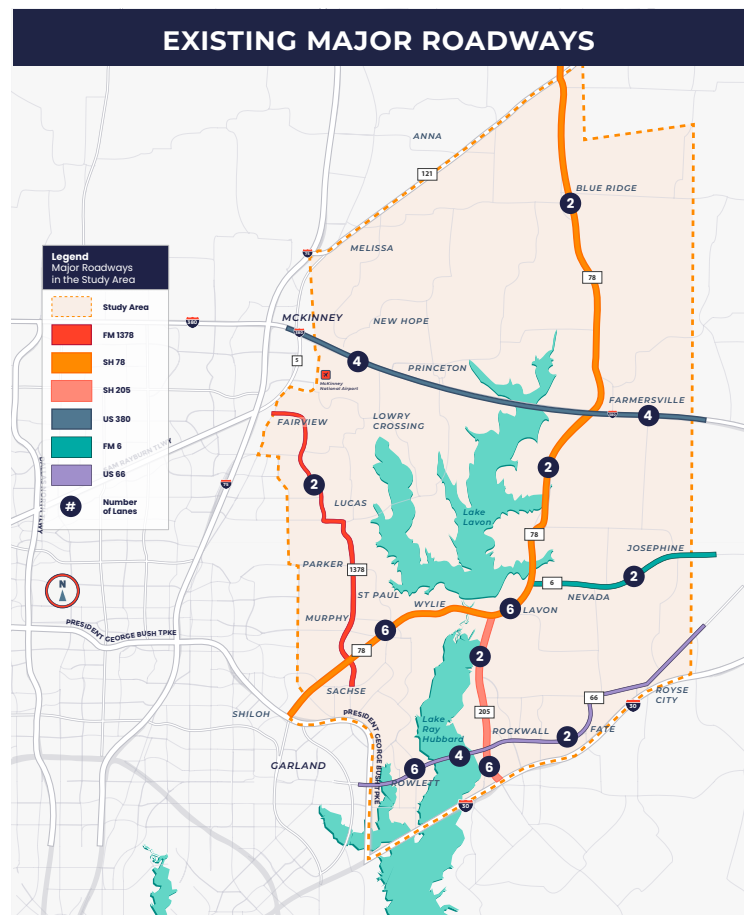 EXISTING MAJOR ROADWAYS
ANNA
121
BLUE RIDGE
2
MELISSA
78
Legend
Major Roadways
in the Study Area
Study Area
FM 1378
SH 78
SH 205
US 380
FM 6
US 66
#
Number
of Lanes
MCKINNEY
NEW HOPE
380
5
4
PRINCETON
McKinney
National Airport
FARMERSVILLE
4
FAIRVIEW
LOWRY
CROSSING
SAM RAYBURN TLWY
2
2
75
LUCAS
Lake
Lavon
78
JOSEPHINE
PARKER
1378
6
2
ST PAUL
NEVADA
N
WYLIE
6
LAVON
MURPHY
6
PRESIDENT GEORGE BUSH TPKE
78
2
SACHSE
66
ROYSE
CITY
30
SHILOH
PRESIDENT GEORGE BUSH TPKE
205
Lake
Ray
Hubbard
ROCKWALL
2
FATE
GARLAND
6
4
6
ROWLETT
30